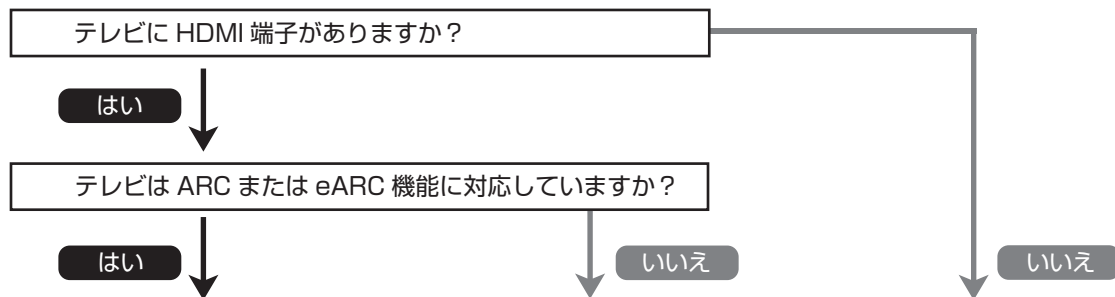 テレビに HDMI 端子がありますか？
はい
テレビは ARC または eARC 機能に対応していますか？
はい
いいえ
いいえ